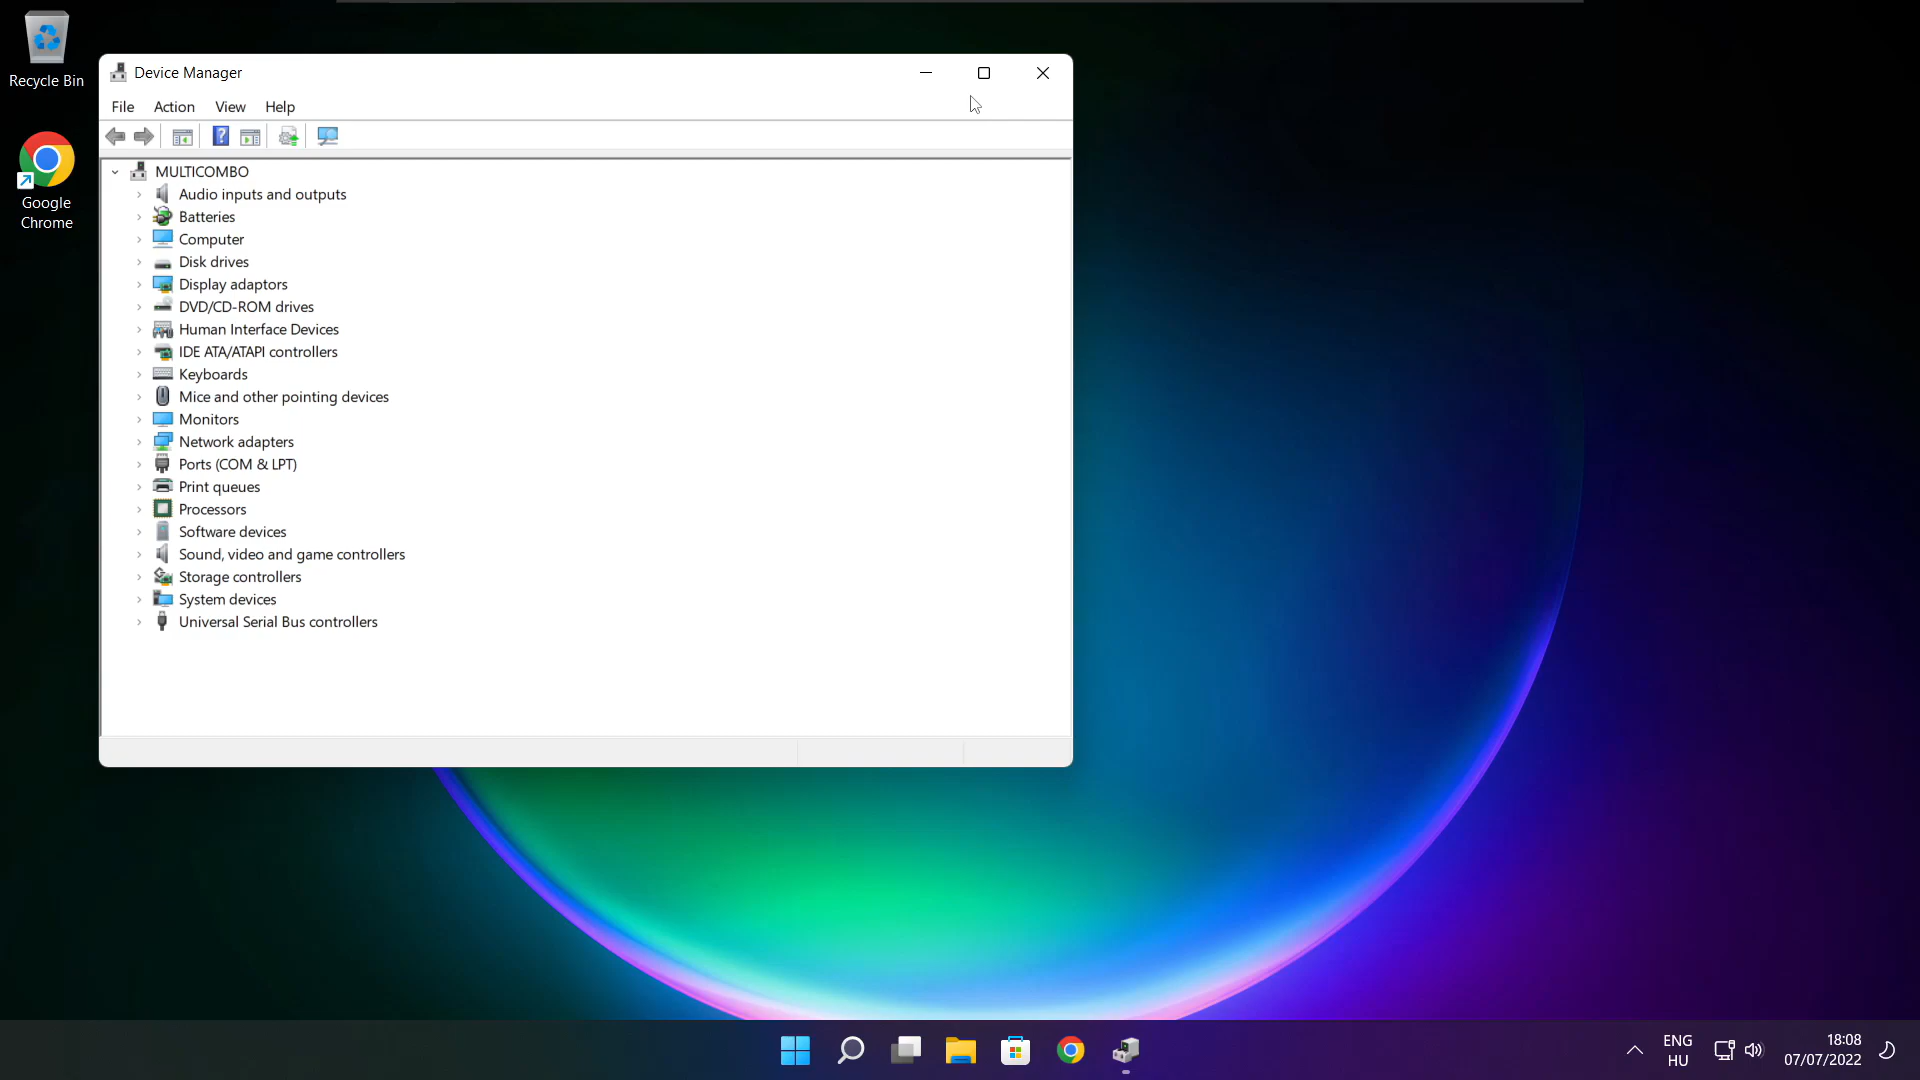 Recycle Bin
Google
Chrome
Device Manager
File Action View Help
MULTICOMBO
Audio inputs and outputs
Batteries
Computer
Disk drives
Display adaptors
DVD/CD-ROM drives
Human Interface Devices
IDE ATA/ATAPI controllers
Keyboards
Mice and other pointing devices
Monitors
Network adapters
Ports (COM & LPT)
Print queues
Processors
Software devices
Sound, video and game controllers
Storage controllers
System devices
Universal Serial Bus controllers
ENG
HU
18:08
07/07/2022